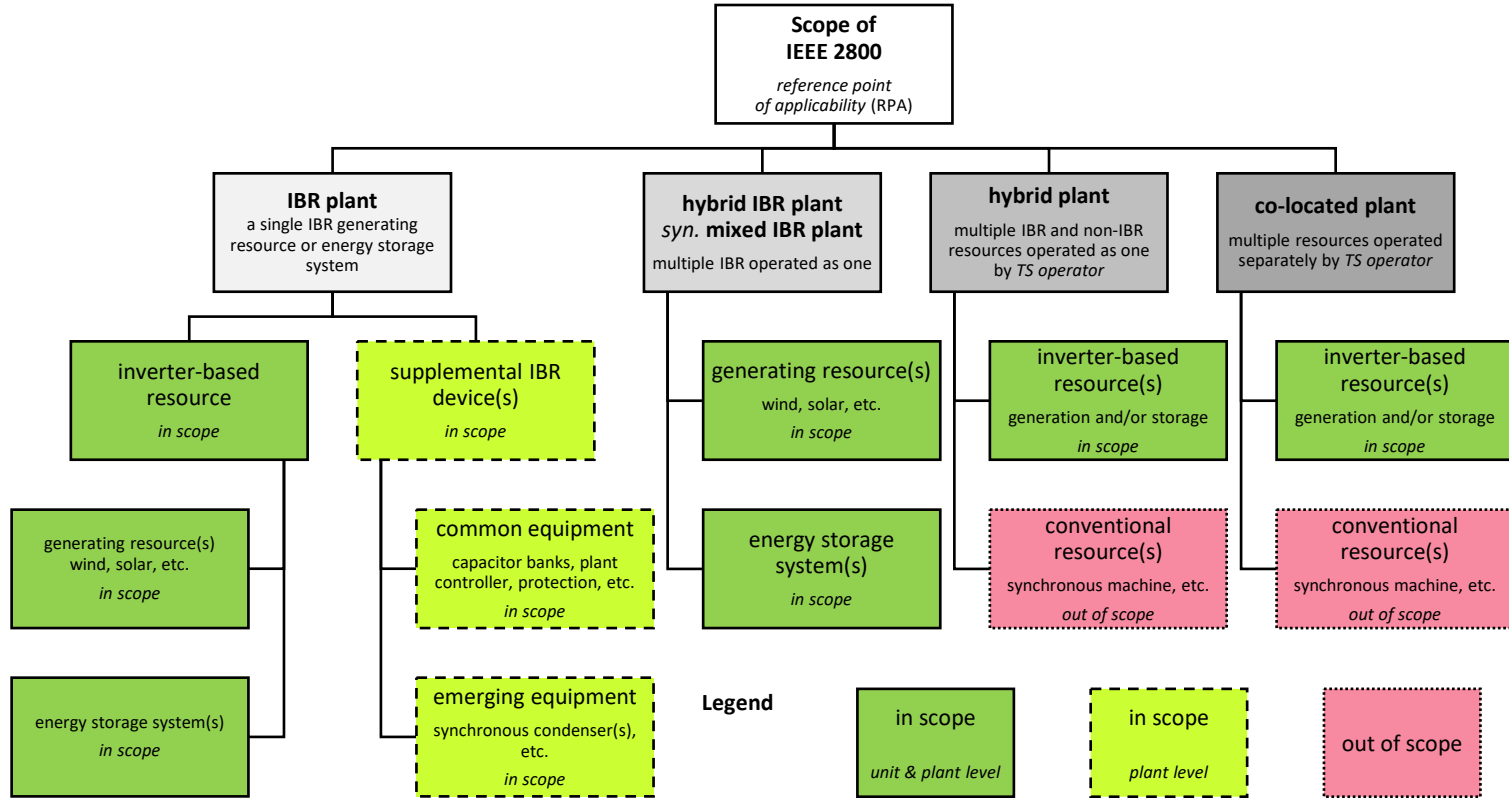 Scope of
IEEE 2800
reference point
of applicability (RPA)
IBR plant
a single IBR generating
resource or energy storage
system
hybrid IBR plant
syn. mixed IBR plant
multiple IBR operated as one
hybrid plant
multiple IBR and non-IBR
resources operated as one
by TS operator
co-located plant
multiple resources operated
separately by TS operator
inverter-based
resource
in scope
supplemental IBR
device(s)
in scope
generating resource(s)
wind, solar, etc.
in scope
inverter-based
resource(s)
generation and/or storage
in scope
inverter-based
resource(s)
generation and/or storage
in scope
generating resource(s)
wind, solar, etc.
in scope
common equipment
capacitor banks, plant
controller, protection, etc.
in scope
energy storage
system(s)
in scope
conventional
resource(s)
synchronous machine, etc.
out of scope
conventional
resource(s)
synchronous machine, etc.
out of scope
energy storage system(s)
in scope
emerging equipment
synchronous condenser(s),
etc.
in scope
Legend
in scope
unit & plant level
in scope
plant level
out of scope